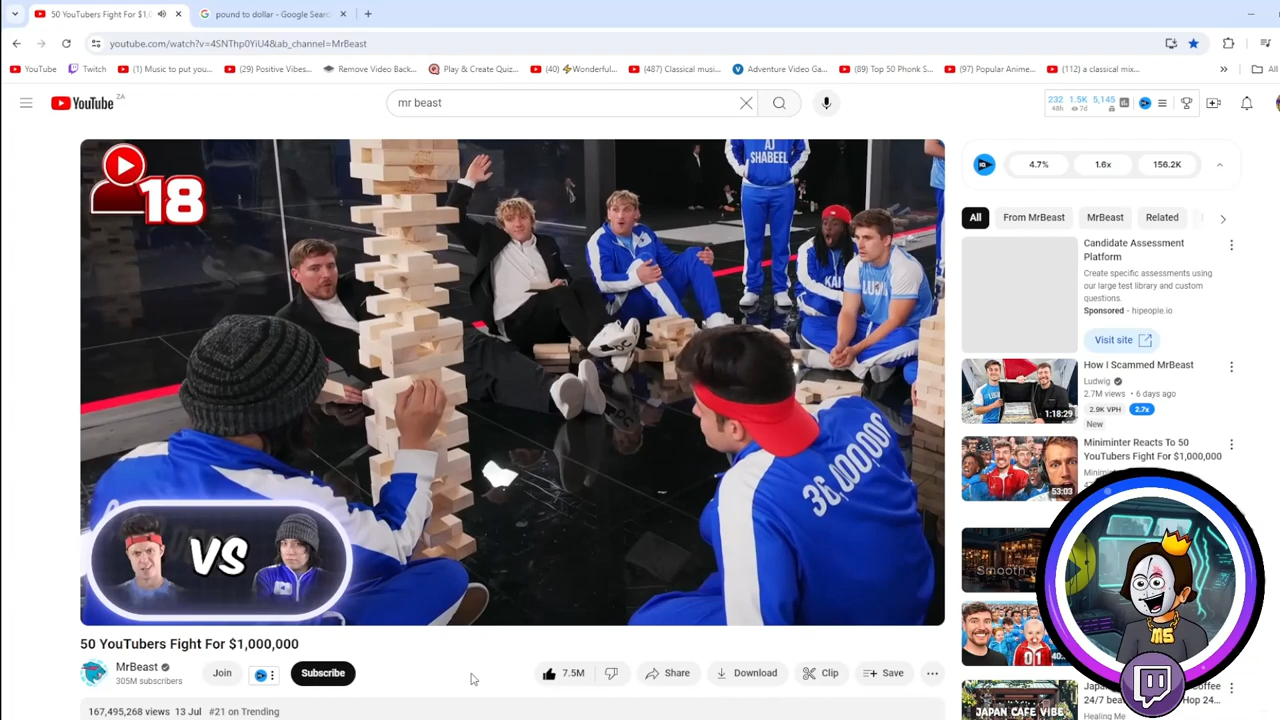 50 YouTubers Fight For $1,0
pound to dollar - Google Searc
youtube.com/watch?v=4SNThp0YiU4&ab_channel=MrBeast
YouTube
Twitch
(1) Music to put you...
(29) Positive Vibes...
Remove Video Back...
Play & Create Quiz...
(40) ⚡Wonderful...
(487) Classical musi...
Adventure Video Ga...
(89) Top 50 Phonk S...
(97) Popular Anime...
(112) a classical mix...
All
YouTube ZA
mr beast
232 1.5K 5,145
48h 7d
4.7% 1.6x 156.2K
18
AJ
SHABEEL
KAI
36,000,000
VS
All
From MrBeast
MrBeast
Related
Candidate Assessment
Platform
Create specific assessments using
our large test library and custom
questions.
Sponsored · hipeople.io
Visit site
How I Scammed MrBeast
Ludwig
2.7M views • 6 days ago
2.9K VPH 2.7x
New
1:18:29
Miniminter Reacts To 50
YouTubers Fight For $1,000,000
53:03
Smooth
01
JAPAN CAFE VIBE
24/7
Healing Me
MS
50 YouTubers Fight For $1,000,000
MrBeast
305M subscribers
Join
Subscribe
7.5M
Share
Download
Clip
Save
167,495,268 views 13 Jul #21 on Trending